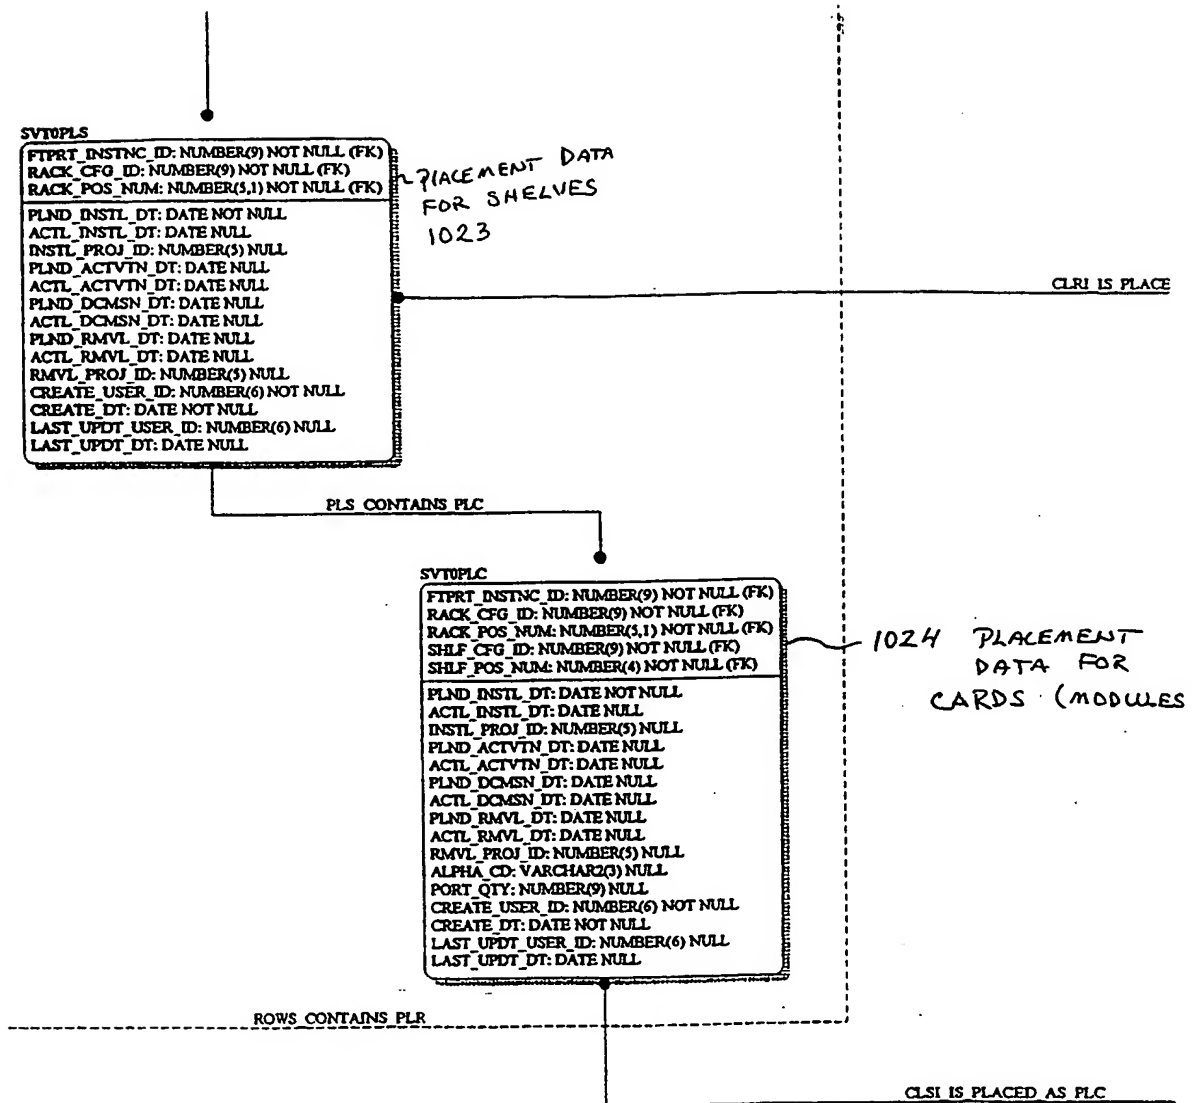 SVT0PLS
FTPRT_INSTNC_ID: NUMBER(9) NOT NULL (FK)
RACK_CFG_ID: NUMBER(9) NOT NULL (FK)
RACK_POS_NUM: NUMBER(5,1) NOT NULL (FK)
PLND_INSTL_DT: DATE NOT NULL
ACTL_INSTL_DT: DATE NULL
INSTL_PROJ_ID: NUMBER(5) NULL
PLND_ACTVTN_DT: DATE NULL
ACTL_ACTVTN_DT: DATE NULL
PLND_DCMSN_DT: DATE NULL
ACTL_DCMSN_DT: DATE NULL
PLND_RMVL_DT: DATE NULL
ACTL_RMVL_DT: DATE NULL
RMVL_PROJ_ID: NUMBER(5) NULL
CREATE_USER_ID: NUMBER(6) NOT NULL
CREATE_DT: DATE NOT NULL
LAST_UPDT_USER_ID: NUMBER(6) NULL
LAST_UPDT_DT: DATE NULL
PLACEMENT DATA
FOR SHELVES
1023
CLRI IS PLACE
PLS CONTAINS PLC
SVT0PLC
FTPRT_INSTNC_ID: NUMBER(9) NOT NULL (FK)
RACK_CFG_ID: NUMBER(9) NOT NULL (FK)
RACK_POS_NUM: NUMBER(5,1) NOT NULL (FK)
SHLF_CFG_ID: NUMBER(9) NOT NULL (FK)
SHLF_POS_NUM: NUMBER(4) NOT NULL (FK)
PLND_INSTL_DT: DATE NOT NULL
ACTL_INSTL_DT: DATE NULL
INSTL_PROJ_ID: NUMBER(5) NULL
PLND_ACTVTN_DT: DATE NULL
ACTL_ACTVTN_DT: DATE NULL
PLND_DCMSN_DT: DATE NULL
ACTL_DCMSN_DT: DATE NULL
PLND_RMVL_DT: DATE NULL
ACTL_RMVL_DT: DATE NULL
RMVL_PROJ_ID: NUMBER(5) NULL
ALPHA_CD: VARCHAR2(3) NULL
PORT_QTY: NUMBER(9) NULL
CREATE_USER_ID: NUMBER(6) NOT NULL
CREATE_DT: DATE NOT NULL
LAST_UPDT_USER_ID: NUMBER(6) NULL
LAST_UPDT_DT: DATE NULL
1024 PLACEMENT
DATA FOR
CARDS (MODULES
ROWS CONTAINS PLR
CLSI IS PLACED AS PLC